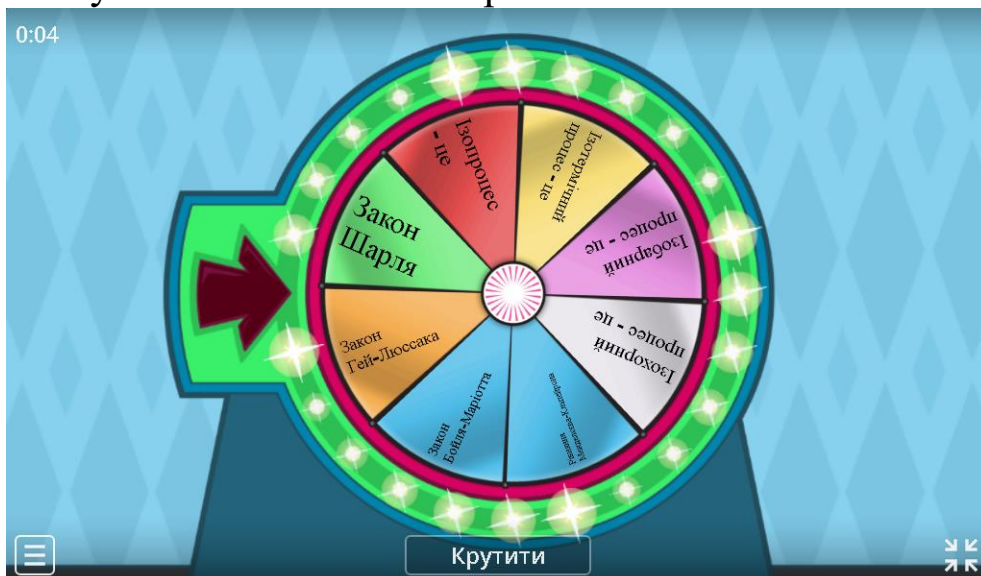 0:04
Ізопроцес
- це
Ізотермічний
процес - це
Ізобарний
процес - це
Ізохорний
процес - це
Рівняння
Менделєєва-Клапейрона
Закон
Бойля-Маріотта
Закон
Гей-Люссака
Закон
Шарля
Крутити